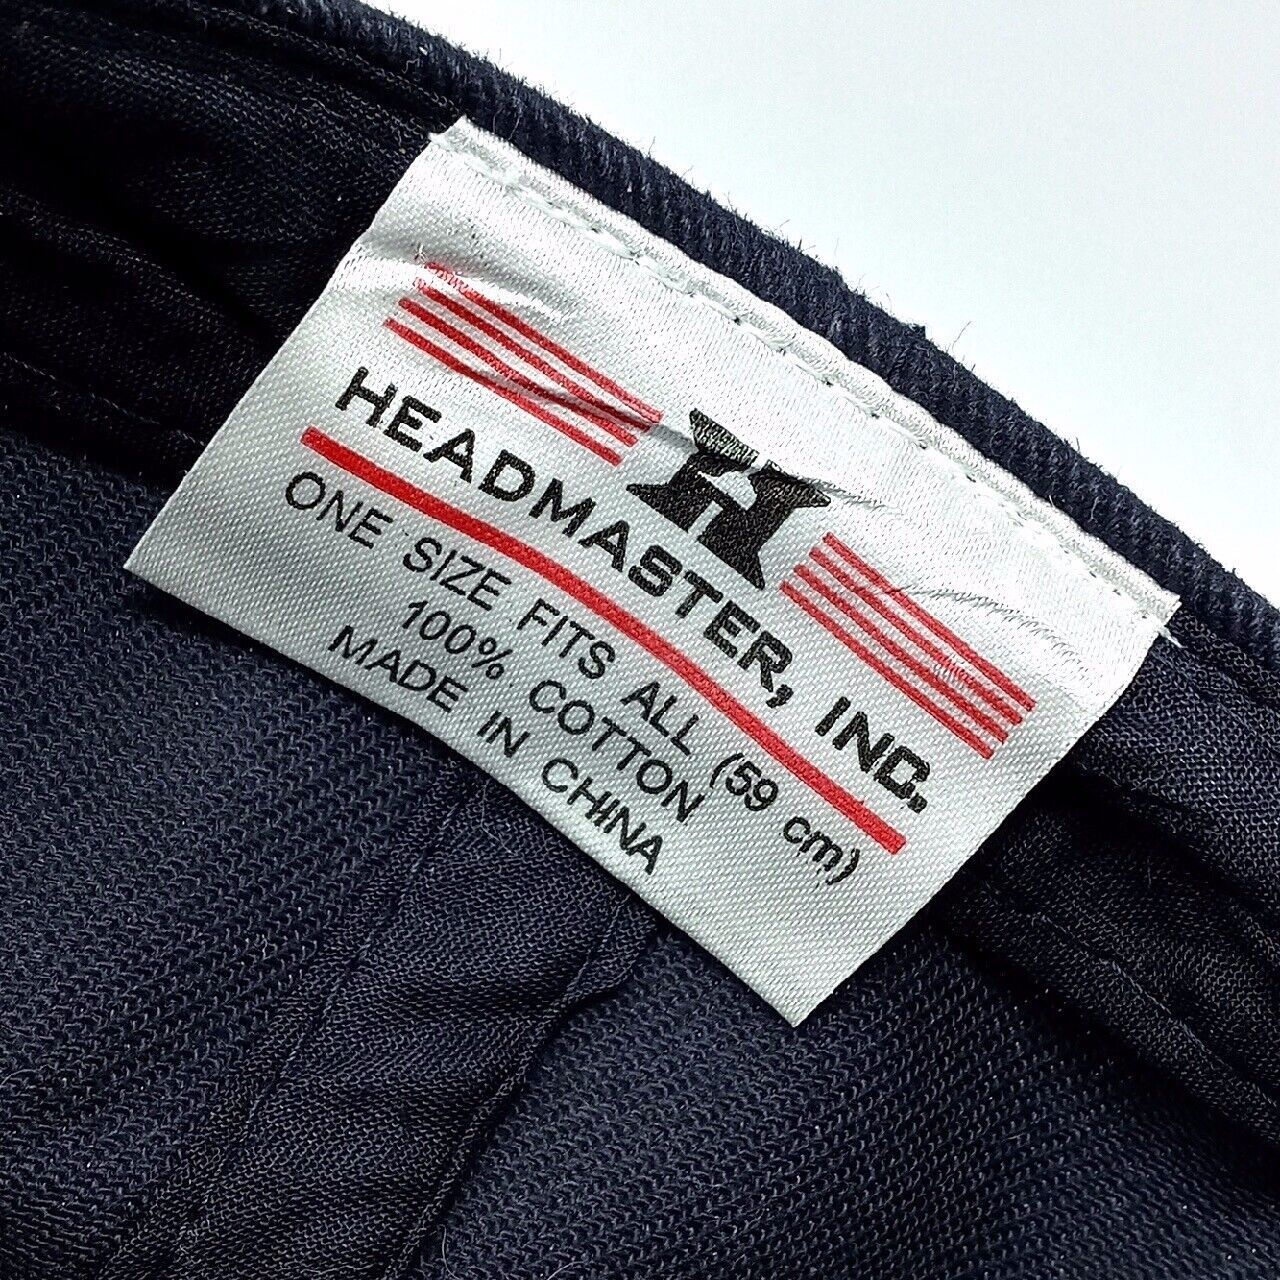 H
HEADMASTER, INC.
ONE SIZE FITS ALL (59 cm)
100% COTTON
MADE IN CHINA